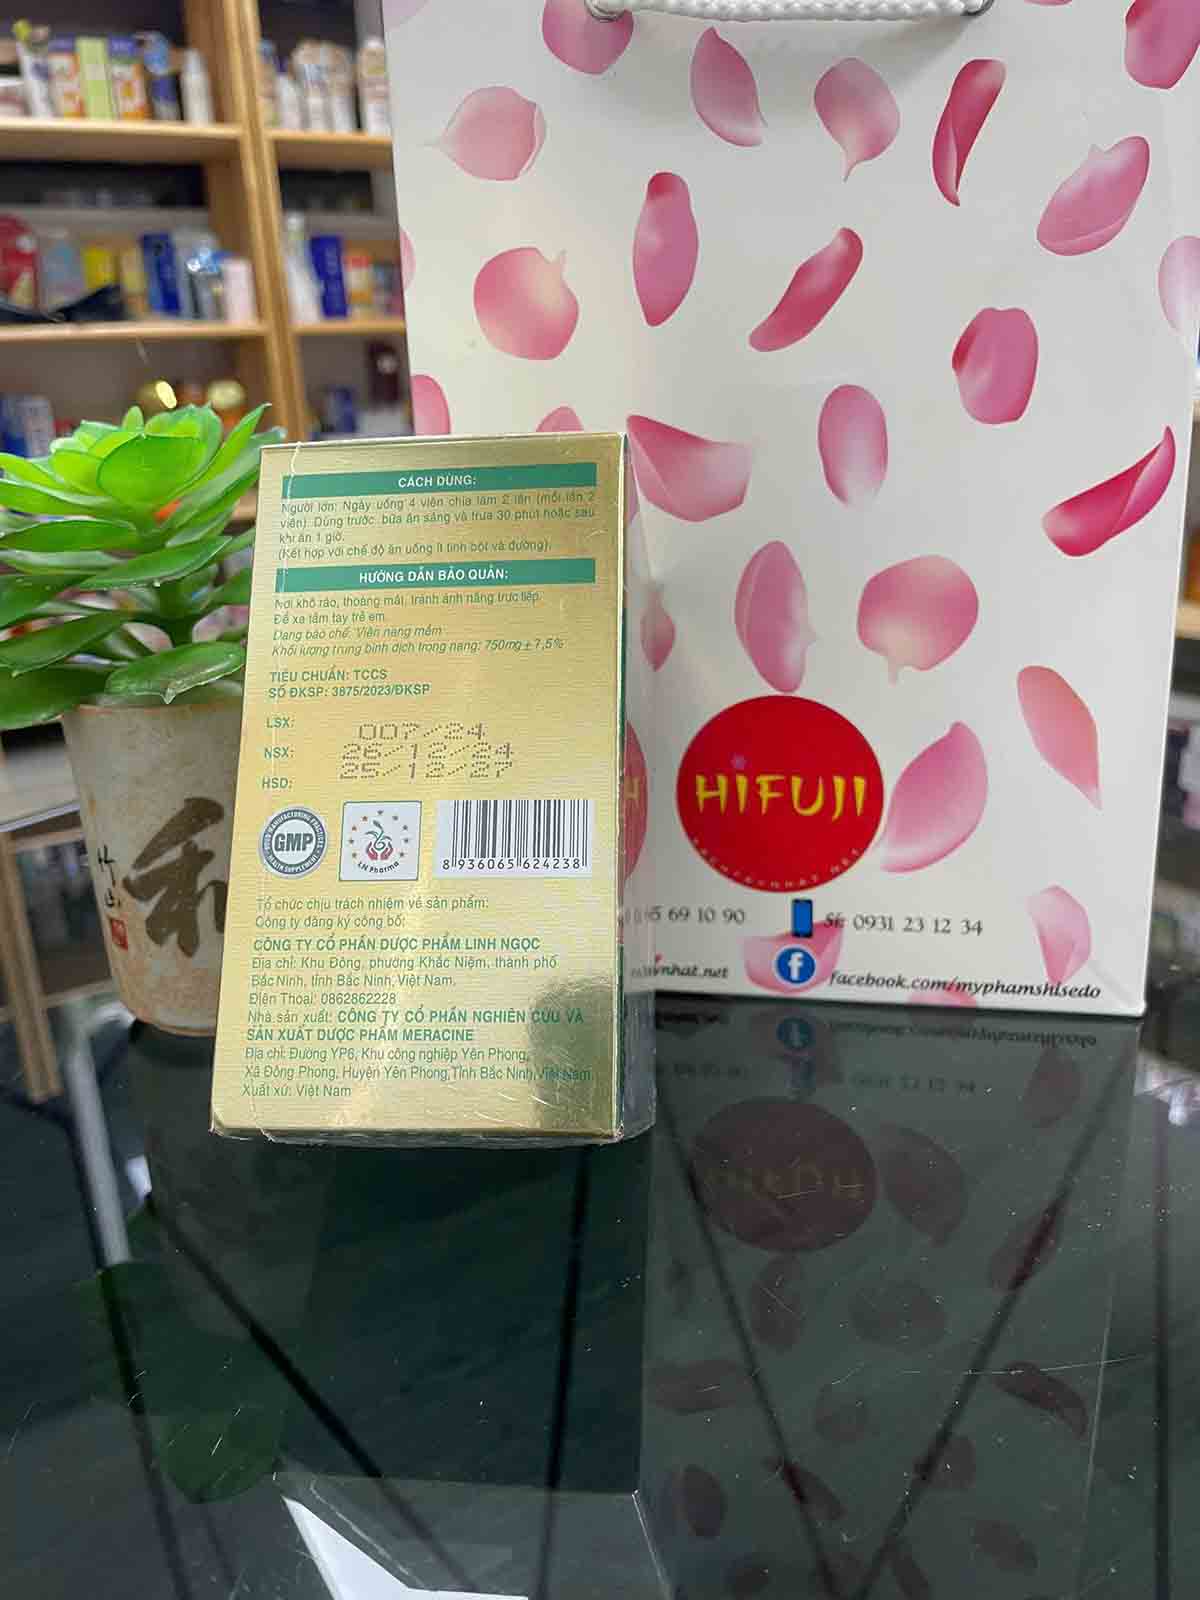 CÁCH DÙNG:
Người lớn: Ngày uống 4 viên chia làm 2 lần (mỗi lần 2
viên). Dùng trước bữa ăn sáng và trưa 30 phút hoặc sau
khi ăn 1 giờ.
(Kết hợp với chế độ ăn uống ít tinh bột và đường).
HƯỚNG DẪN BẢO QUẢN:
Nơi khô ráo, thoáng mát, tránh ánh nắng trực tiếp.
Để xa tầm tay trẻ em.
Dạng bào chế: Viên nang mềm
Khối lượng trung bình dịch trong nang: 750mg ± 7,5%
TIÊU CHUẨN: TCCS
SỐ ĐKSP: 3875/2023/ĐKSP
LSX: 007/24
NSX: 26/12/24
HSD: 25/12/27
GOOD MANUFACTURING PRACTICES
GMP
HEALTH SUPPLEMENT
LN Pharma
8 936065 624238
Tổ chức chịu trách nhiệm về sản phẩm:
Công ty đăng ký công bố:
CÔNG TY CỔ PHẦN DƯỢC PHẨM LINH NGỌC
Địa chỉ: Khu Đông, phường Khắc Niệm, thành phố
Bắc Ninh, tỉnh Bắc Ninh, Việt Nam.
Điện Thoại: 0862862228
Nhà sản xuất: CÔNG TY CỔ PHẦN NGHIÊN CỨU VÀ
SẢN XUẤT DƯỢC PHẨM MERACINE
Địa chỉ: Đường YP6, Khu công nghiệp Yên Phong,
Xã Đông Phong, Huyện Yên Phong, Tỉnh Bắc Ninh, Việt Nam
Xuất xứ: Việt Nam
HIFUJI
69 10 90
Sỉ: 0931 23 12 34
nhat.net
facebook.com/myphamshisedo
和